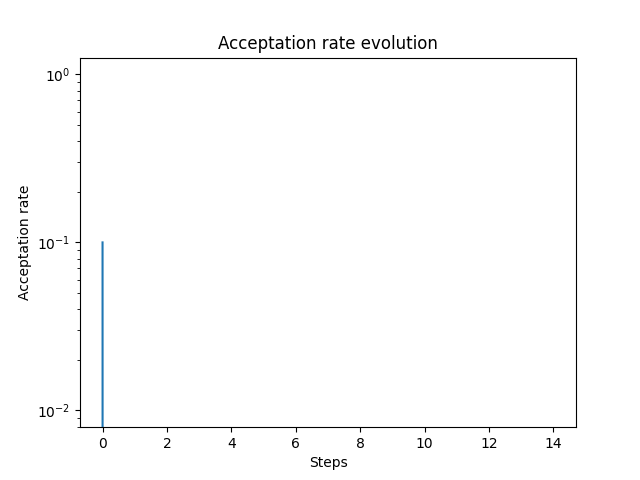 Acceptation rate evolution
10⁰
10⁻¹
10⁻²
Acceptation rate
0 2 4 6 8 10 12 14
Steps